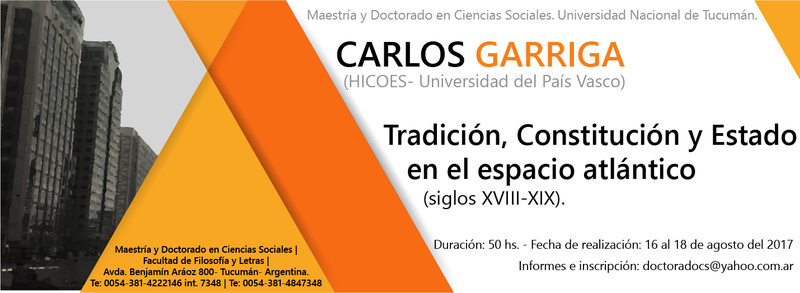 Maestría y Doctorado en Ciencias Sociales. Universidad Nacional de Tucumán.
CARLOS GARRIGA
(HICOES- Universidad del País Vasco)
Tradición, Constitución y Estado
en el espacio atlántico
(siglos XVIII-XIX).
Duración: 50 hs. - Fecha de realización: 16 al 18 de agosto del 2017
Informes e inscripción: doctoradocs@yahoo.com.ar
Maestría y Doctorado en Ciencias Sociales |
Facultad de Filosofía y Letras |
Avda. Benjamín Aráoz 800- Tucumán- Argentina.
Te: 0054-381-4222146 int. 7348 | Te: 0054-381-4847348